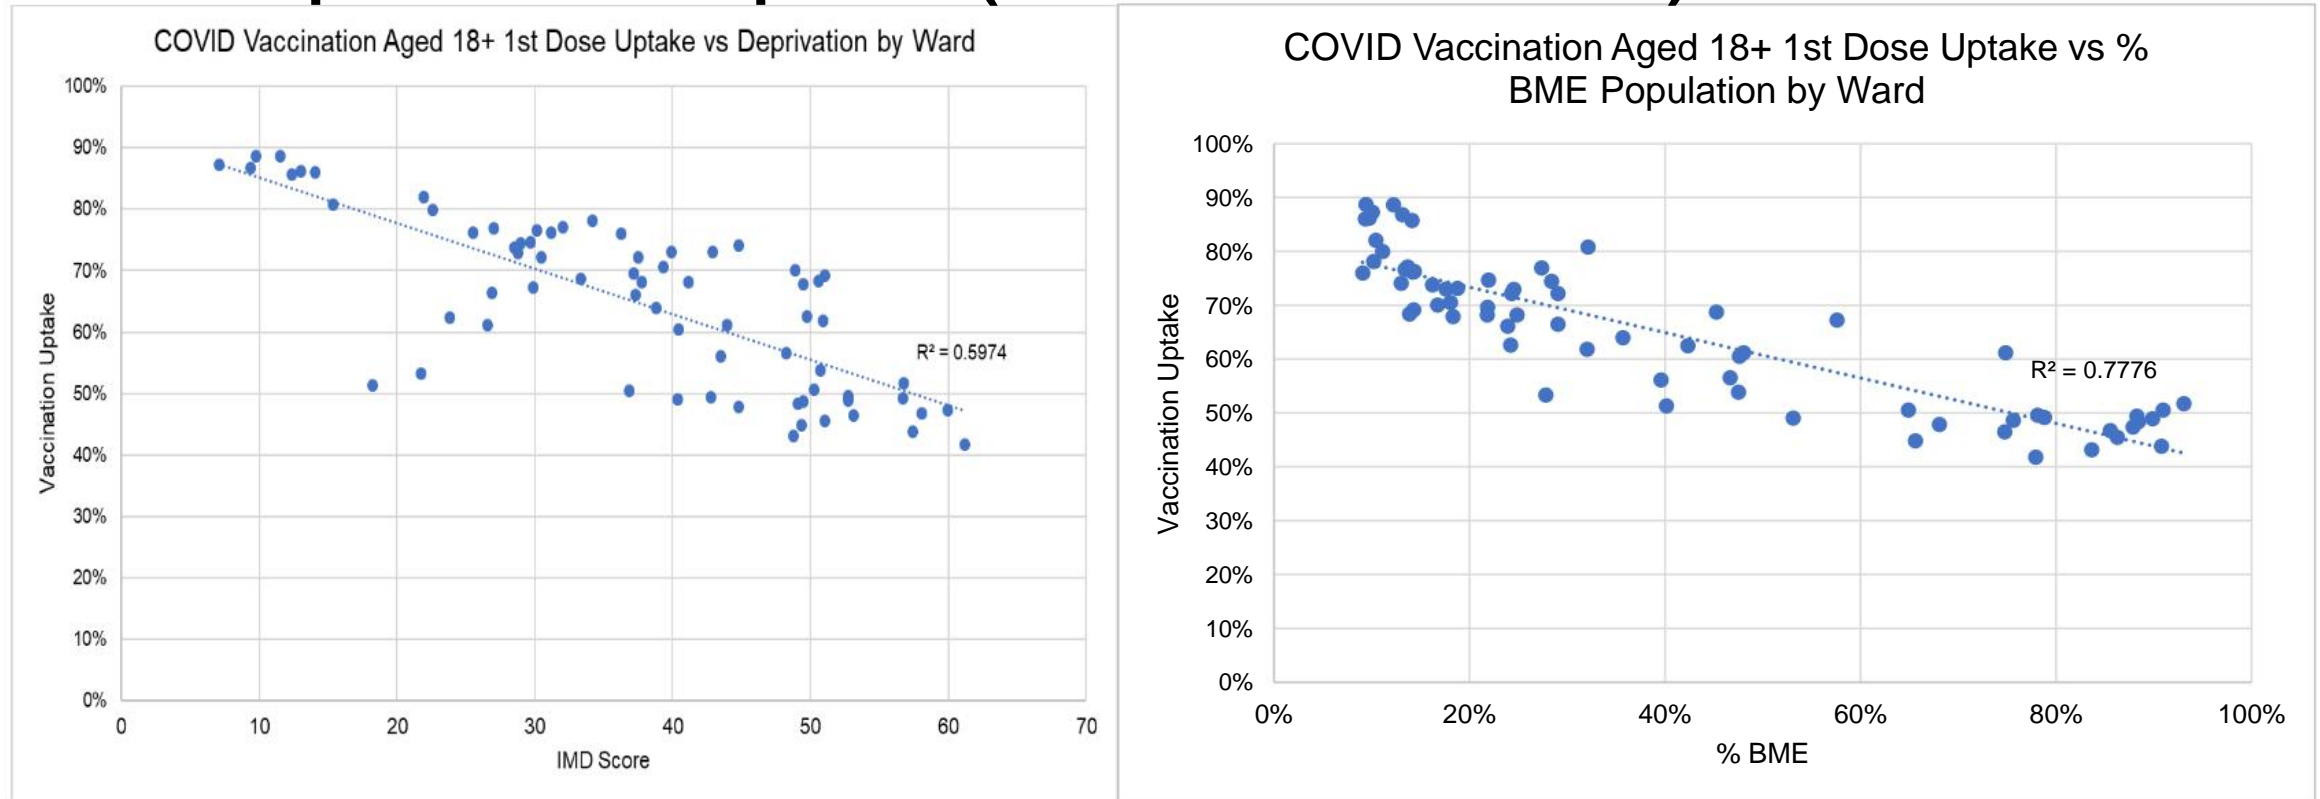 COVID Vaccination Aged 18+ 1st Dose Uptake vs Deprivation by Ward
100%
90%
80%
70%
60%
50%
40%
30%
20%
10%
0%
Vaccination Uptake
R² = 0.5974
0 10 20 30 40 50 60 70
IMD Score
COVID Vaccination Aged 18+ 1st Dose Uptake vs %
BME Population by Ward
100%
90%
80%
70%
60%
50%
40%
30%
20%
10%
0%
Vaccination Uptake
R² = 0.7776
0% 20% 40% 60% 80% 100%
% BME